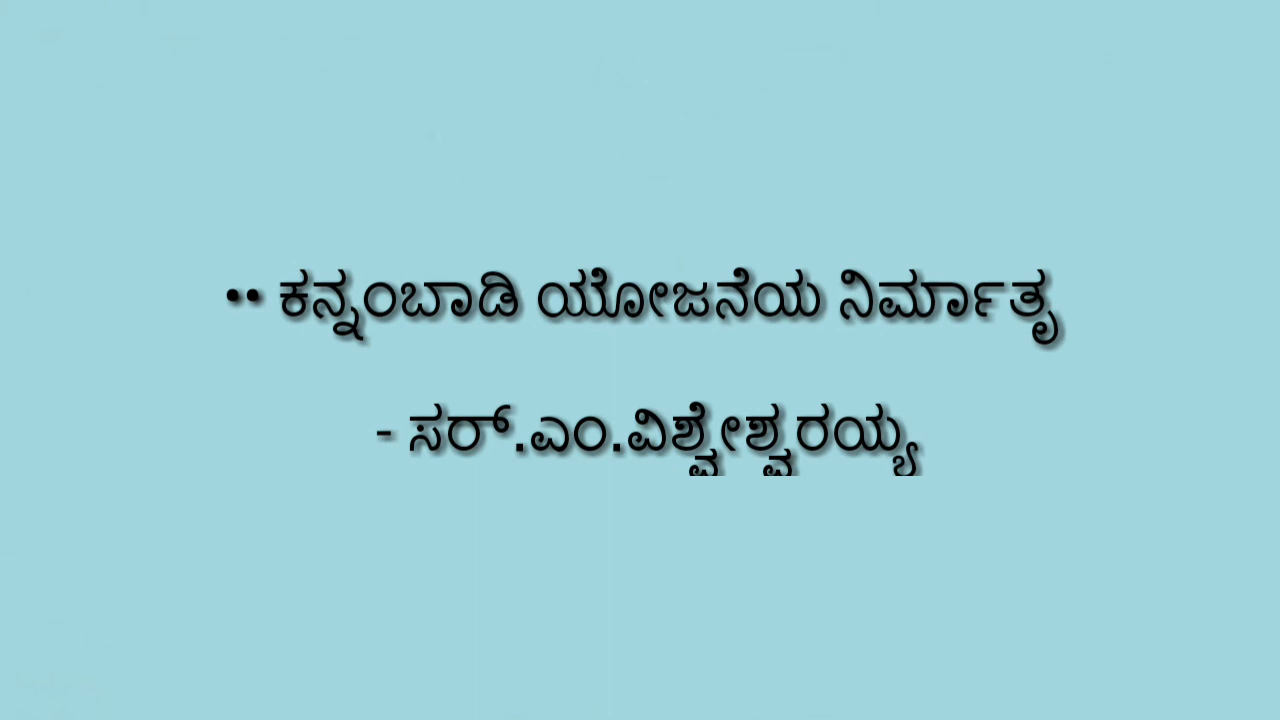 •• ಕನ್ನಂಬಾಡಿ ಯೋಜನೆಯ ನಿರ್ಮಾತೃ
- ಸರ್.ಎಂ.ವಿಶ್ವೇಶ್ವರಯ್ಯ